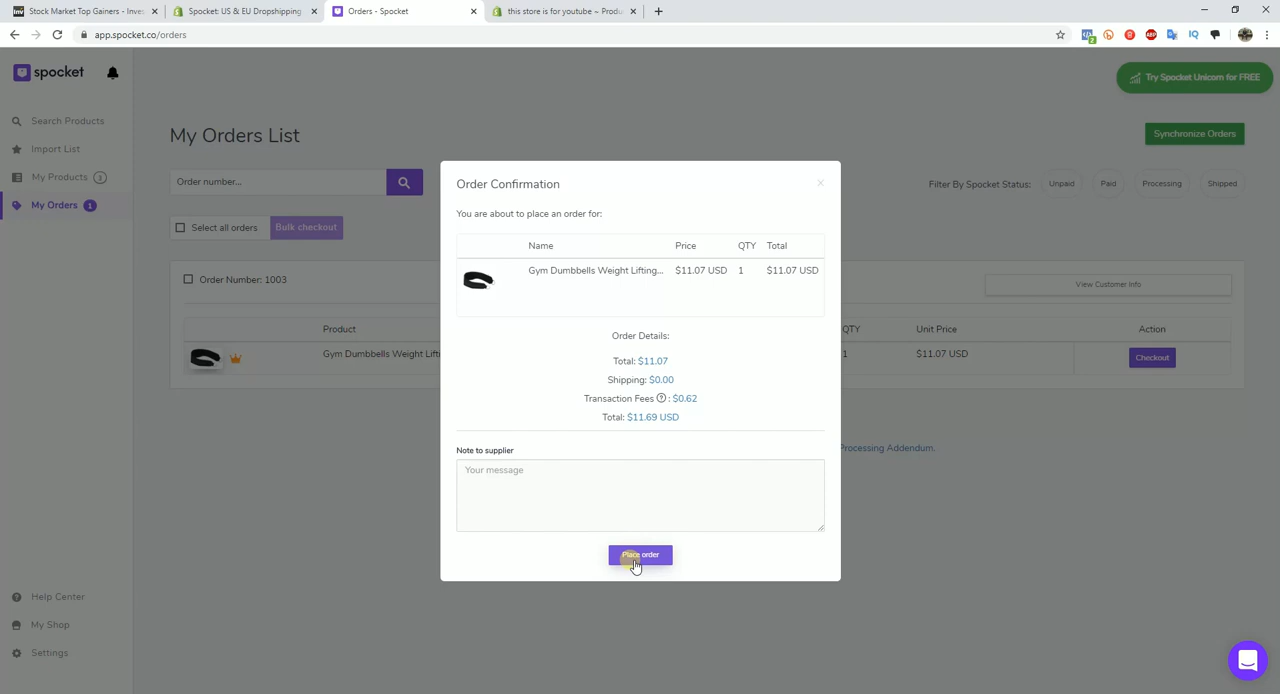 Stock Market Top Gainers - Inves
Spocket: US & EU Dropshipping
Orders - Spocket
this store is for youtube ~ Produ
app.spocket.co/orders
spocket
Try Spocket Unicorn for FREE
Search Products
Import List
My Products 3
My Orders 1
My Orders List
Synchronize Orders
Order number...
Filter By Spocket Status:
Unpaid
Paid
Processing
Shipped
Select all orders
Bulk checkout
Order Number: 1003
View Customer Info
Product
QTY
Unit Price
Action
Gym Dumbbells Weight Lifti
1
$11.07 USD
Checkout
Processing Addendum.
Order Confirmation
You are about to place an order for:
Name Price QTY Total
Gym Dumbbells Weight Lifting... $11.07 USD 1 $11.07 USD
Order Details:
Total: $11.07
Shipping: $0.00
Transaction Fees ? : $0.62
Total: $11.69 USD
Note to supplier
Your message
Place order
Help Center
My Shop
Settings